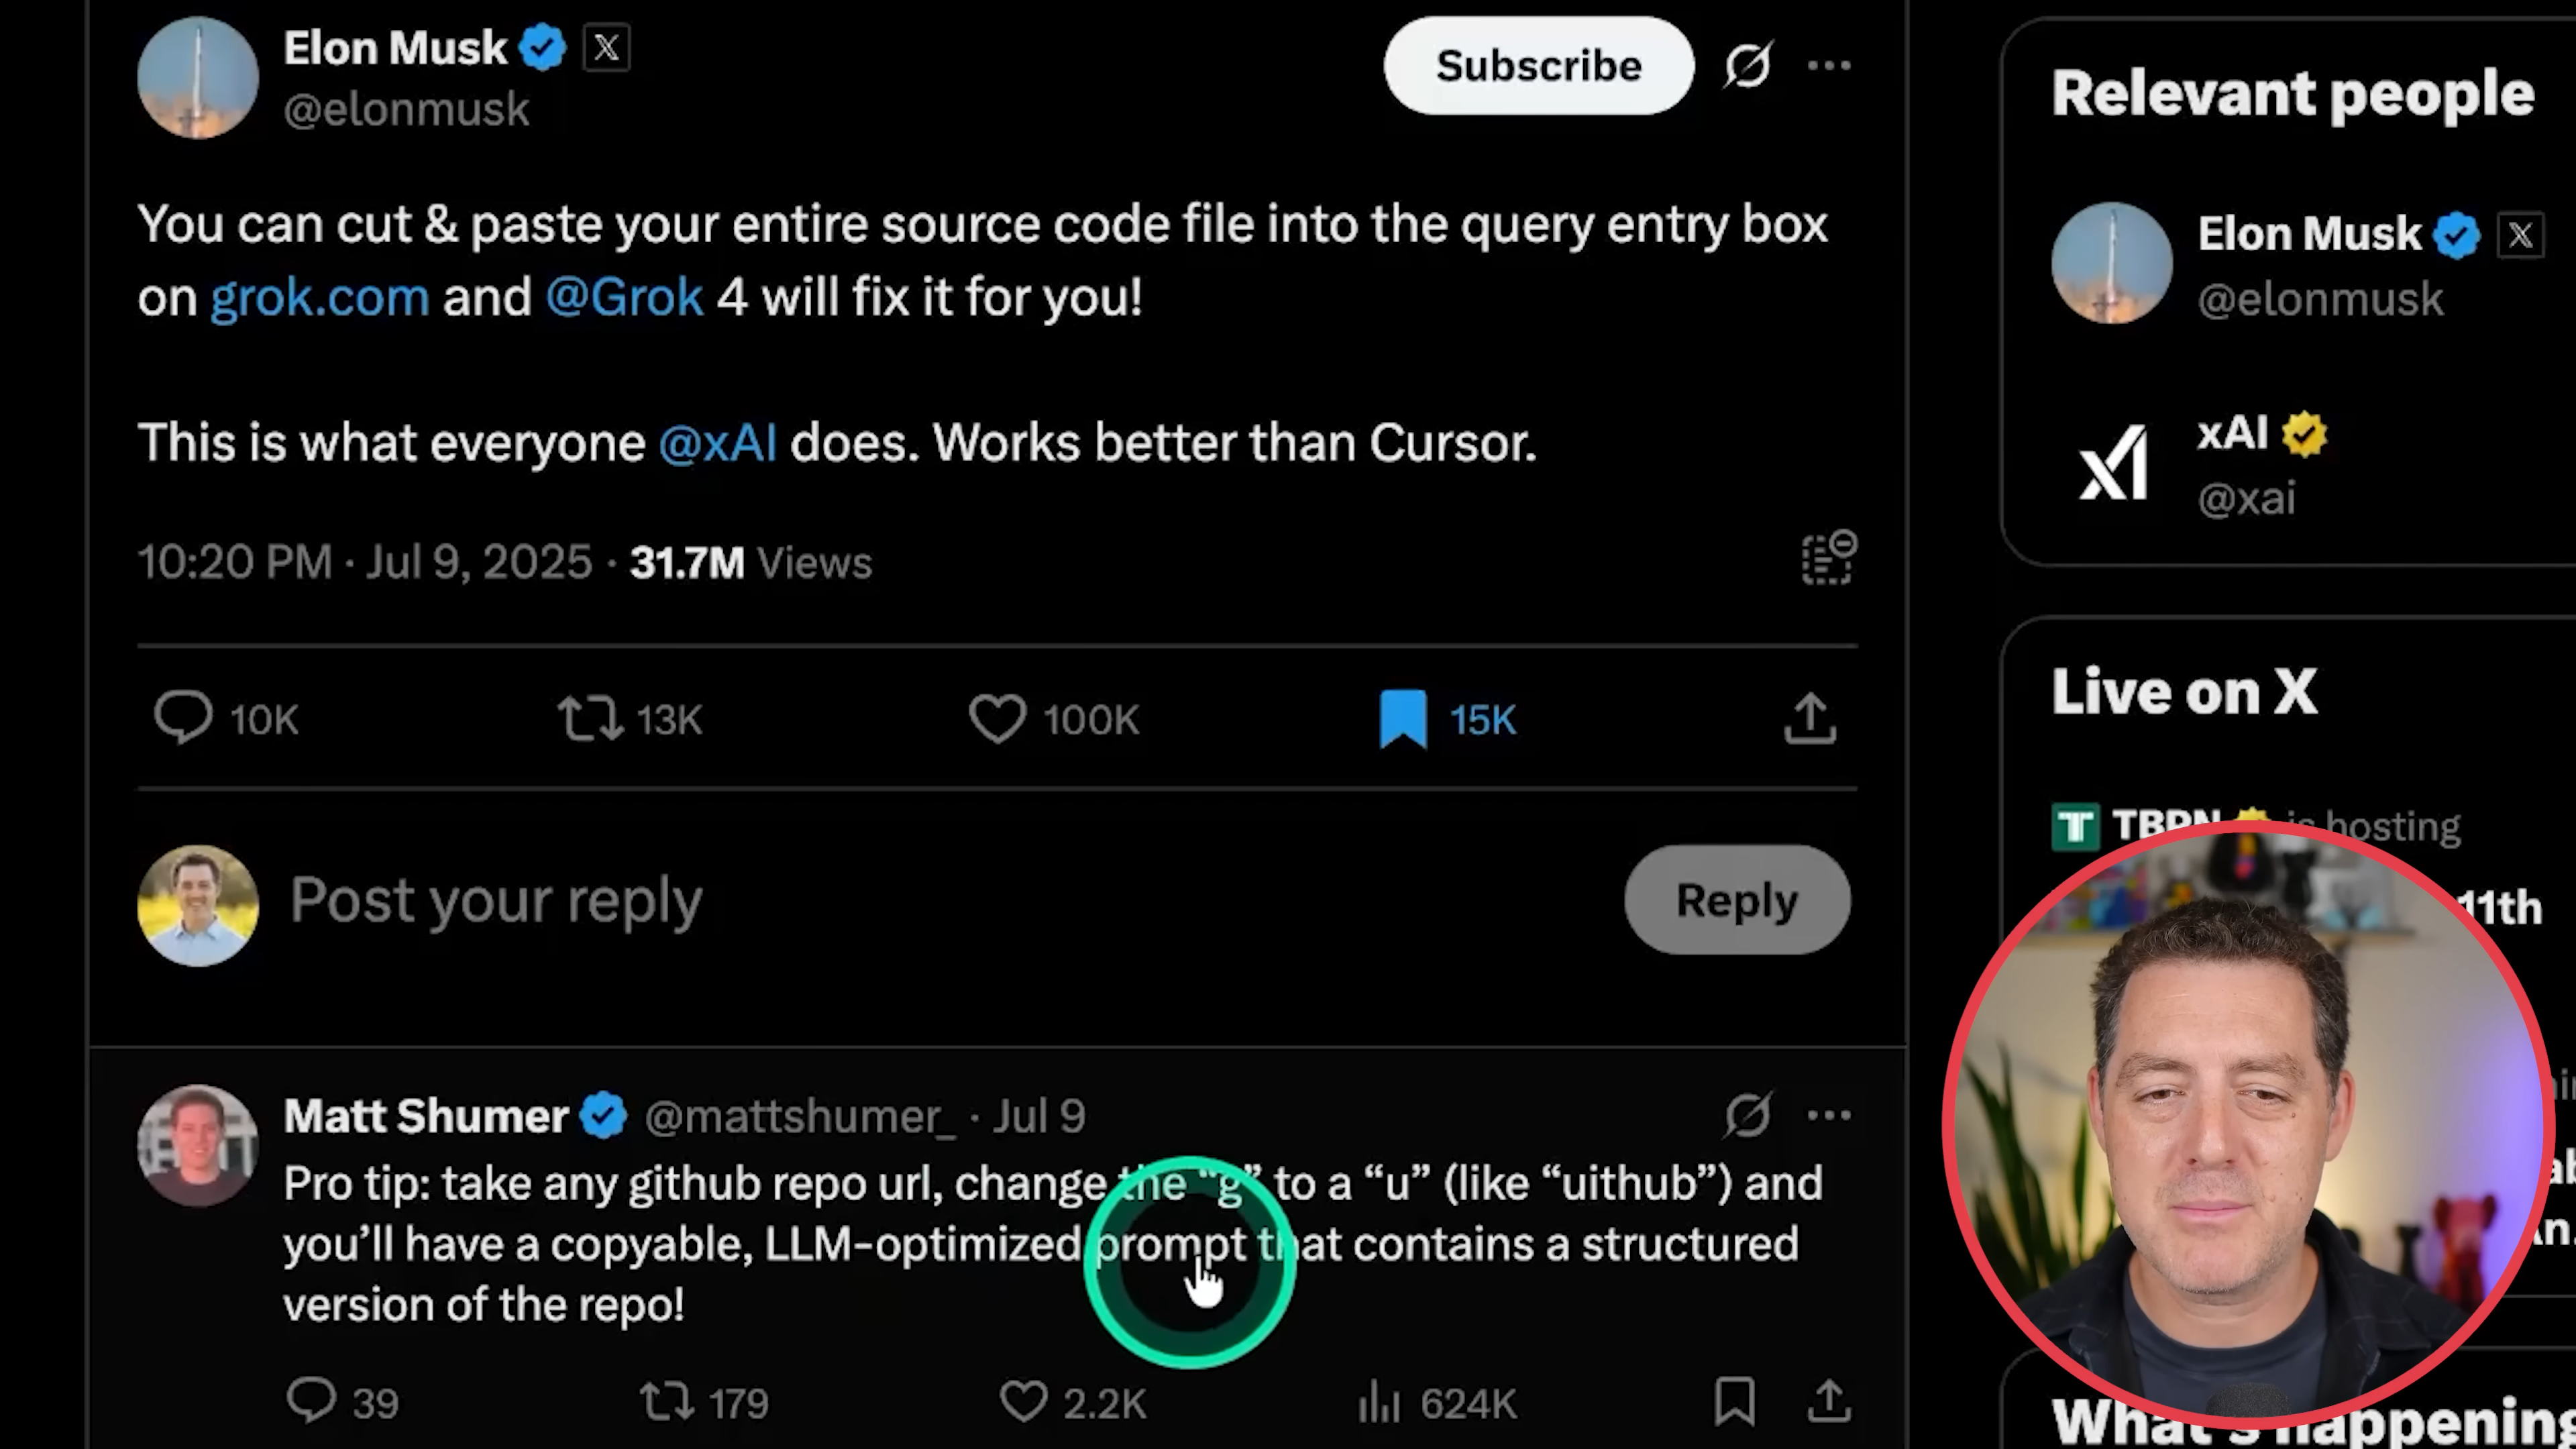 Elon Musk
@elonmusk
Subscribe
You can cut & paste your entire source code file into the query entry box
on grok.com and @Grok 4 will fix it for you!
This is what everyone @xAI does. Works better than Cursor.
10:20 PM · Jul 9, 2025 · 31.7M Views
10K 13K 100K 15K
Post your reply
Reply
Matt Shumer @mattshumer_ · Jul 9
Pro tip: take any github repo url, change the “g” to a “u” (like “uithub”) and
you’ll have a copyable, LLM-optimized prompt that contains a structured
version of the repo!
39 179 2.2K 624K
Relevant people
Elon Musk
@elonmusk
xAI
@xai
Live on X
TBPN is hosting
11th
What's happening